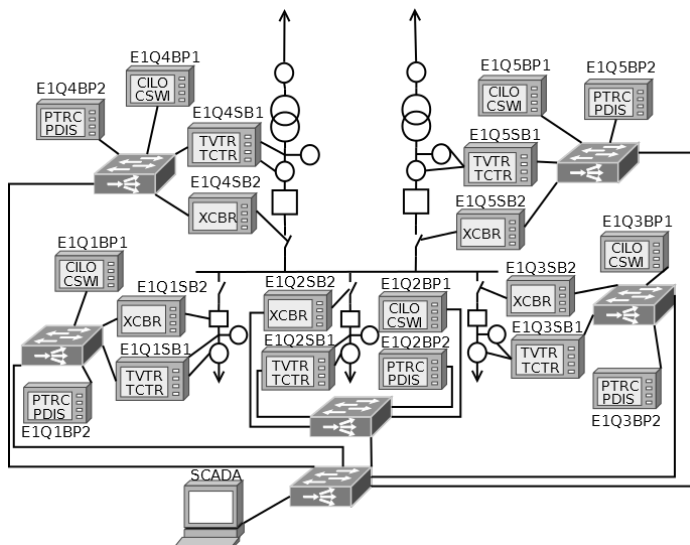 E1Q4BP1
CILO
CSWI
E1Q4BP2
PTRC
PDIS
E1Q4SB1
TVTR
TCTR
E1Q4SB2
XCBR
E1Q5BP1
CILO
CSWI
E1Q5BP2
PTRC
PDIS
E1Q5SB1
TVTR
TCTR
E1Q5SB2
XCBR
E1Q1BP1
CILO
CSWI
E1Q1SB2
XCBR
E1Q1SB1
TVTR
TCTR
PTRC
PDIS
E1Q1BP2
E1Q2SB2
XCBR
E1Q2SB1
TVTR
TCTR
E1Q2BP1
CILO
CSWI
E1Q2BP2
PTRC
PDIS
E1Q3BP1
CILO
CSWI
E1Q3SB2
XCBR
E1Q3SB1
TVTR
TCTR
PTRC
PDIS
E1Q3BP2
SCADA